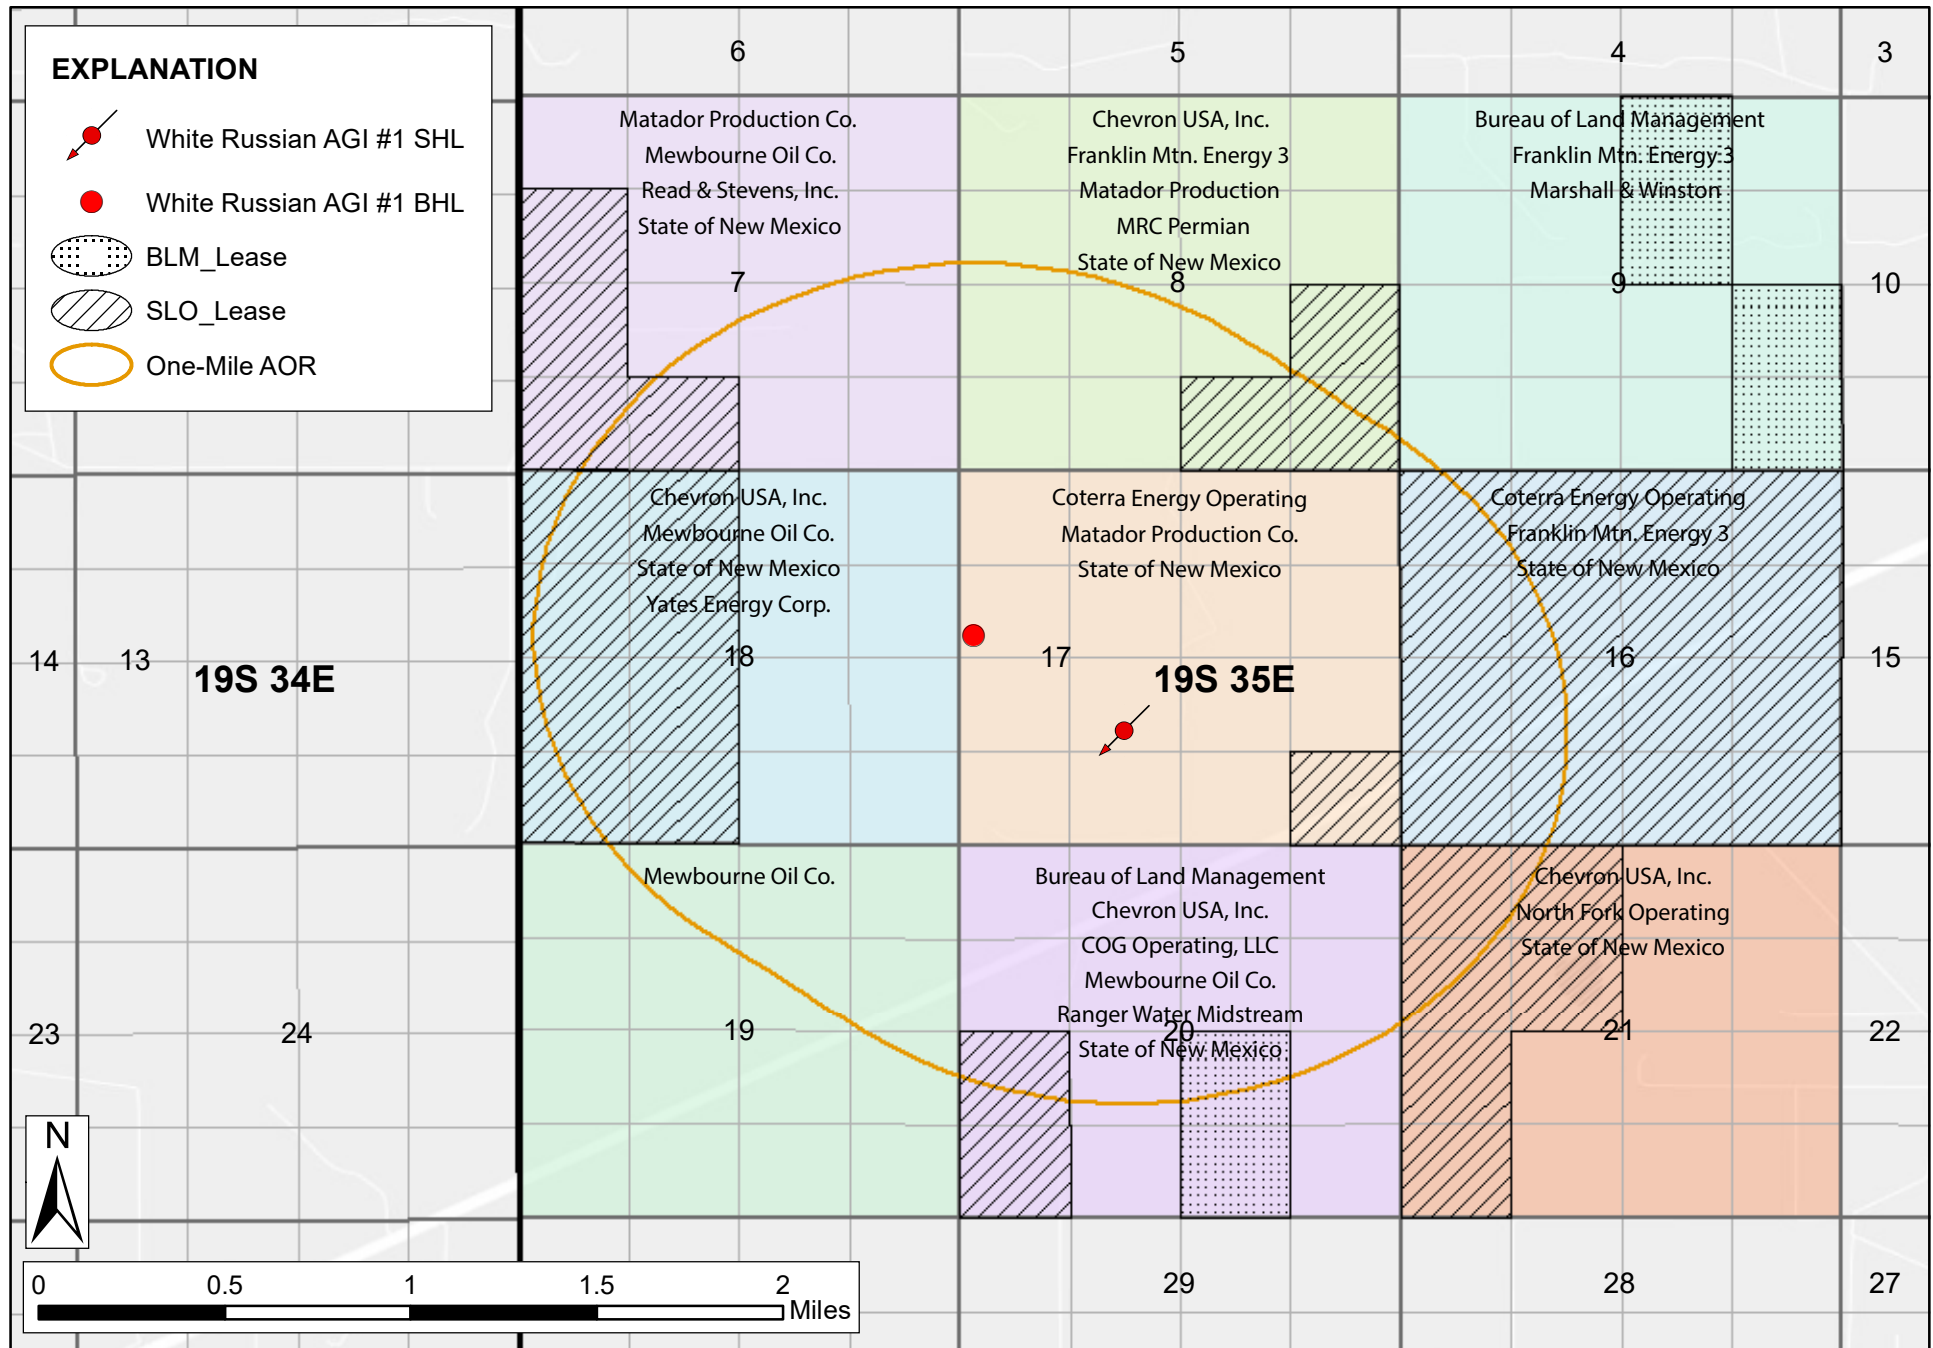 EXPLANATION
White Russian AGI #1 SHL
White Russian AGI #1 BHL
BLM_Lease
SLO_Lease
One-Mile AOR
6
5
4
3
Matador Production Co.
Mewbourne Oil Co.
Read & Stevens, Inc.
State of New Mexico
7
Chevron USA, Inc.
Franklin Mtn. Energy 3
Matador Production
MRC Permian
State of New Mexico
8
Bureau of Land Management
Franklin Mtn. Energy 3
Marshall & Winston
9
10
14
13
19S 34E
Chevron USA, Inc.
Mewbourne Oil Co.
State of New Mexico
Yates Energy Corp.
18
Coterra Energy Operating
Matador Production Co.
State of New Mexico
17
19S 35E
Coterra Energy Operating
Franklin Mtn. Energy 3
State of New Mexico
16
15
23
24
Mewbourne Oil Co.
19
Bureau of Land Management
Chevron USA, Inc.
COG Operating, LLC
Mewbourne Oil Co.
Ranger Water Midstream
20
State of New Mexico
Chevron USA, Inc.
North Fork Operating
State of New Mexico
21
22
N
0 0.5 1 1.5 2
Miles
29
28
27